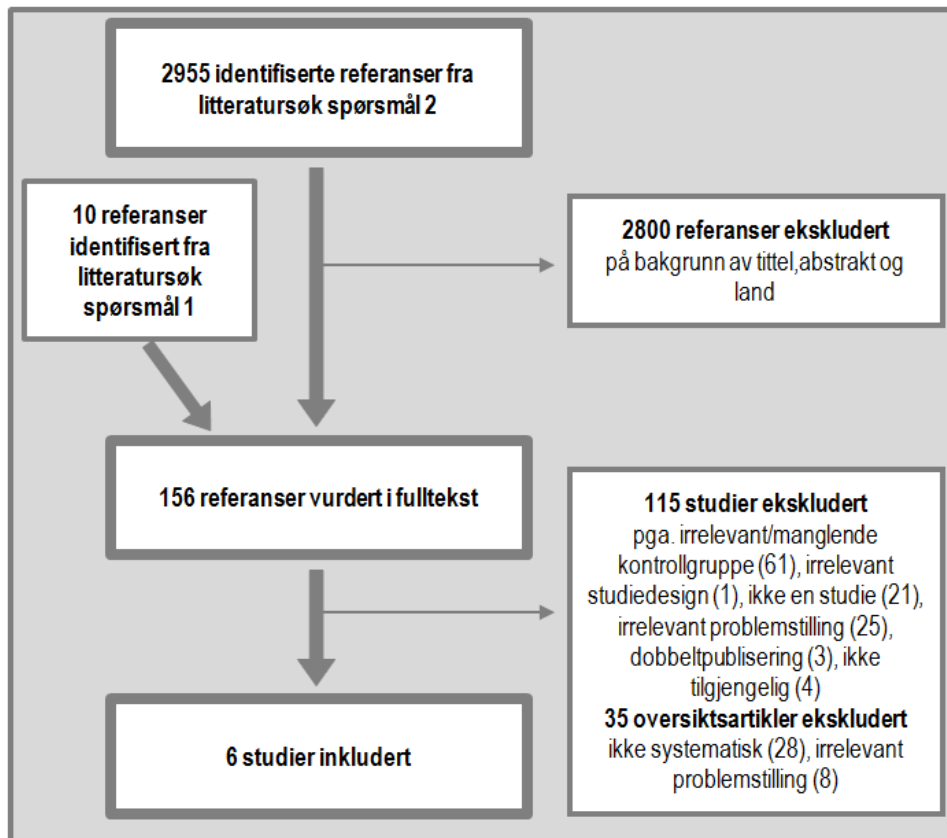 2955 identifiserte referanser fra
litteratursøk spørsmål 2
10 referanser
identifisert fra
litteratursøk
spørsmål 1
2800 referanser ekskludert
på bakgrunn av tittel,abstrakt og
land
156 referanser vurdert i fulltekst
115 studier ekskludert
pga. irrelevant/manglende
kontrollgruppe (61), irrelevant
studiedesign (1), ikke en studie (21),
irrelevant problemstilling (25),
dobbeltpublisering (3), ikke
tilgjengelig (4)
35 oversiktsartikler ekskludert
ikke systematisk (28), irrelevant
problemstilling (8)
6 studier inkludert